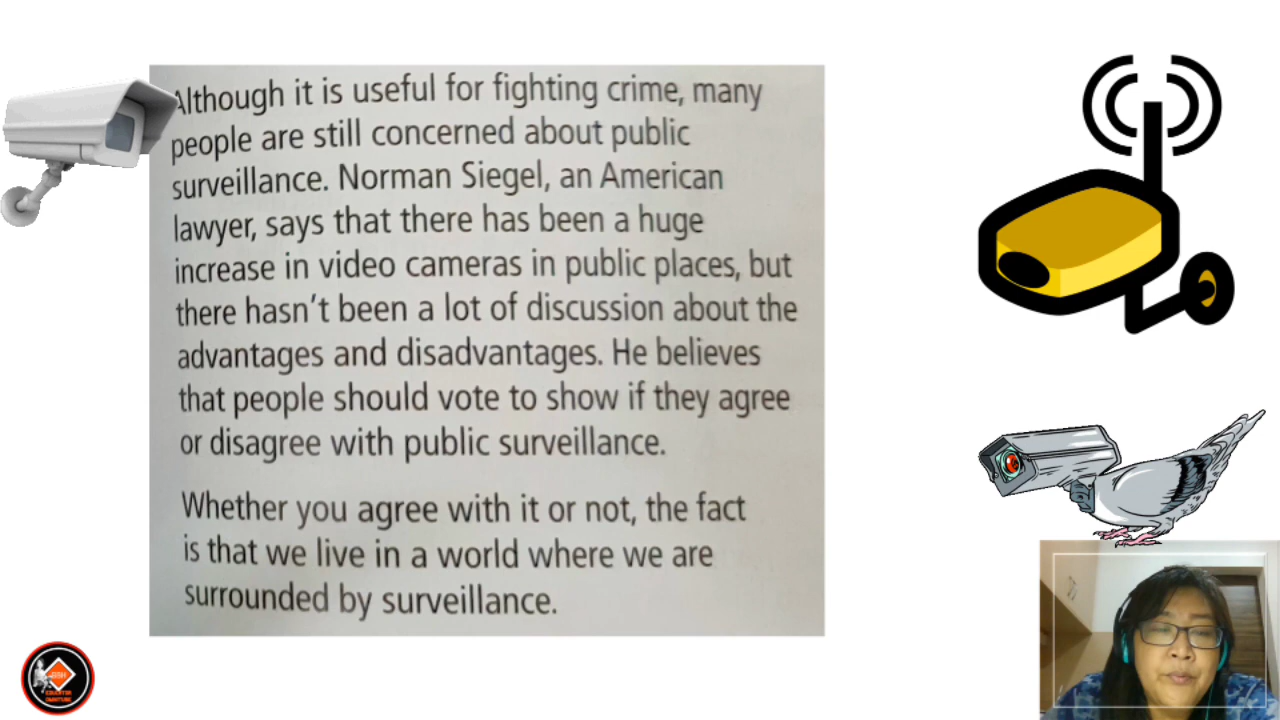 Although it is useful for fighting crime, many
people are still concerned about public
surveillance. Norman Siegel, an American
lawyer, says that there has been a huge
increase in video cameras in public places, but
there hasn't been a lot of discussion about the
advantages and disadvantages. He believes
that people should vote to show if they agree
or disagree with public surveillance.
Whether you agree with it or not, the fact
is that we live in a world where we are
surrounded by surveillance.